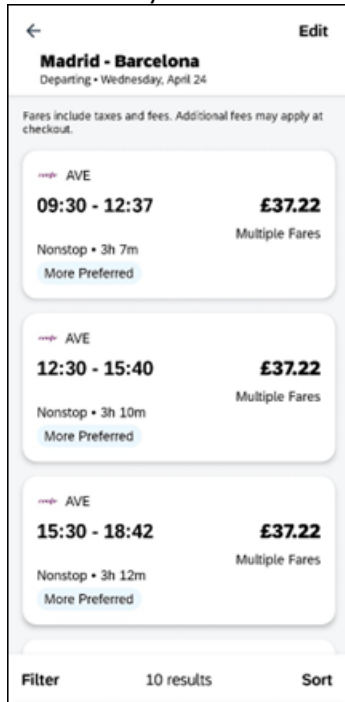 ← Edit
Madrid - Barcelona
Departing • Wednesday, April 24
Fares include taxes and fees. Additional fees may apply at
checkout.
renfe AVE
09:30 - 12:37 £37.22
Multiple Fares
Nonstop • 3h 7m
More Preferred
renfe AVE
12:30 - 15:40 £37.22
Multiple Fares
Nonstop • 3h 10m
More Preferred
renfe AVE
15:30 - 18:42 £37.22
Multiple Fares
Nonstop • 3h 12m
More Preferred
Filter 10 results Sort